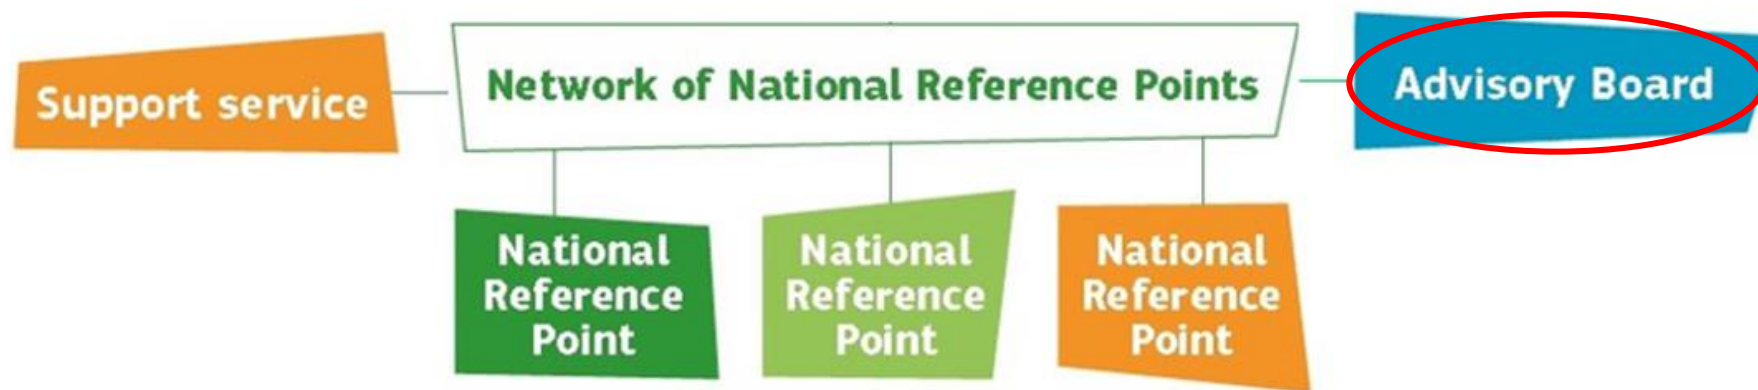 Support service
Network of National Reference Points
Advisory Board
National
Reference
Point
National
Reference
Point
National
Reference
Point